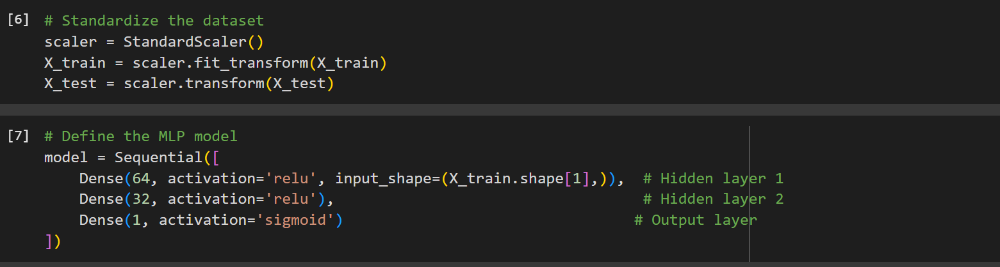 [6] # Standardize the dataset
scaler = StandardScaler()
X_train = scaler.fit_transform(X_train)
X_test = scaler.transform(X_test)
[7] # Define the MLP model
model = Sequential([
    Dense(64, activation='relu', input_shape=(X_train.shape[1],)),  # Hidden layer 1
    Dense(32, activation='relu'),                                   # Hidden layer 2
    Dense(1, activation='sigmoid')                                 # Output layer
])